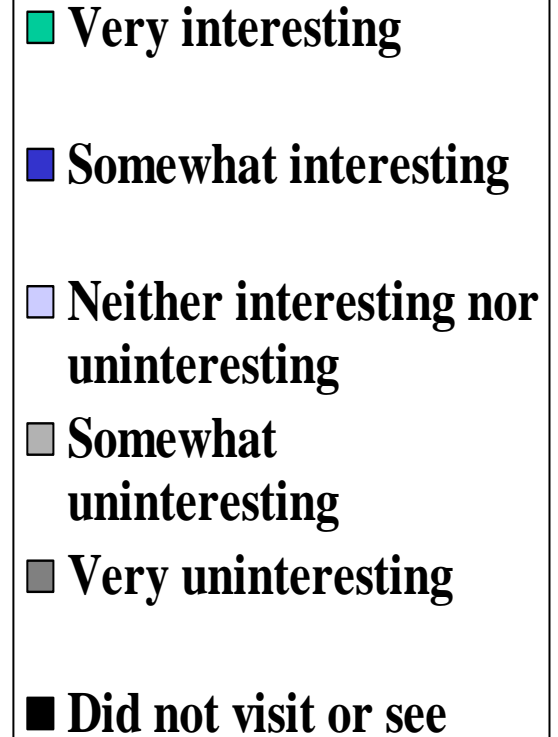 Very interesting
Somewhat interesting
Neither interesting nor
uninteresting
Somewhat
uninteresting
Very uninteresting
Did not visit or see